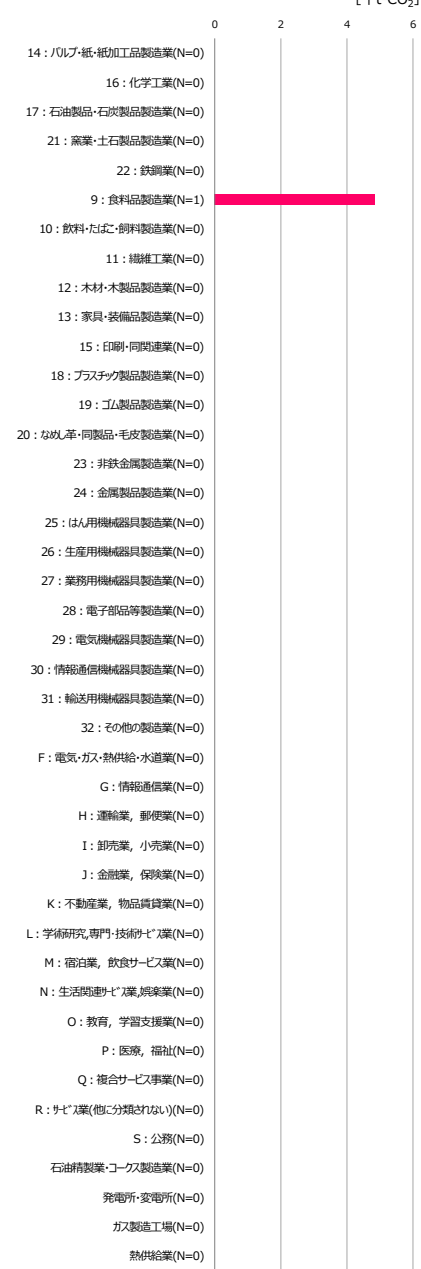 0 2 4 6
14：パルプ・紙・紙加工品製造業(N=0)
16：化学工業(N=0)
17：石油製品・石炭製品製造業(N=0)
21：窯業・土石製品製造業(N=0)
22：鉄鋼業(N=0)
9：食料品製造業(N=1)
10：飲料・たばこ・飼料製造業(N=0)
11：繊維工業(N=0)
12：木材・木製品製造業(N=0)
13：家具・装備品製造業(N=0)
15：印刷・同関連業(N=0)
18：プラスチック製品製造業(N=0)
19：ゴム製品製造業(N=0)
20：なめし革・同製品・毛皮製造業(N=0)
23：非鉄金属製造業(N=0)
24：金属製品製造業(N=0)
25：はん用機械器具製造業(N=0)
26：生産用機械器具製造業(N=0)
27：業務用機械器具製造業(N=0)
28：電子部品等製造業(N=0)
29：電気機械器具製造業(N=0)
30：情報通信機械器具製造業(N=0)
31：輸送用機械器具製造業(N=0)
32：その他の製造業(N=0)
F：電気・ガス・熱供給・水道業(N=0)
G：情報通信業(N=0)
H：運輸業，郵便業(N=0)
I：卸売業，小売業(N=0)
J：金融業，保険業(N=0)
K：不動産業，物品賃貸業(N=0)
L：学術研究,専門・技術ｻｰﾋﾞｽ業(N=0)
M：宿泊業，飲食サービス業(N=0)
N：生活関連ｻｰﾋﾞｽ業,娯楽業(N=0)
O：教育，学習支援業(N=0)
P：医療，福祉(N=0)
Q：複合サービス事業(N=0)
R：ｻｰﾋﾞｽ業(他に分類されない)(N=0)
S：公務(N=0)
石油精製業・コークス製造業(N=0)
発電所・変電所(N=0)
ガス製造工場(N=0)
熱供給業(N=0)